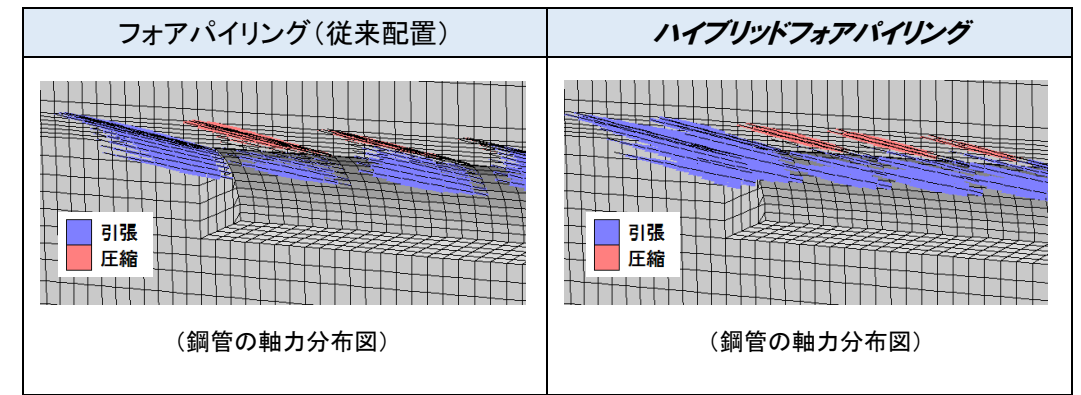 フォアパイリング（従来配置）
ハイブリッドフォアパイリング
引張
圧縮
引張
圧縮
（鋼管の軸力分布図）
（鋼管の軸力分布図）